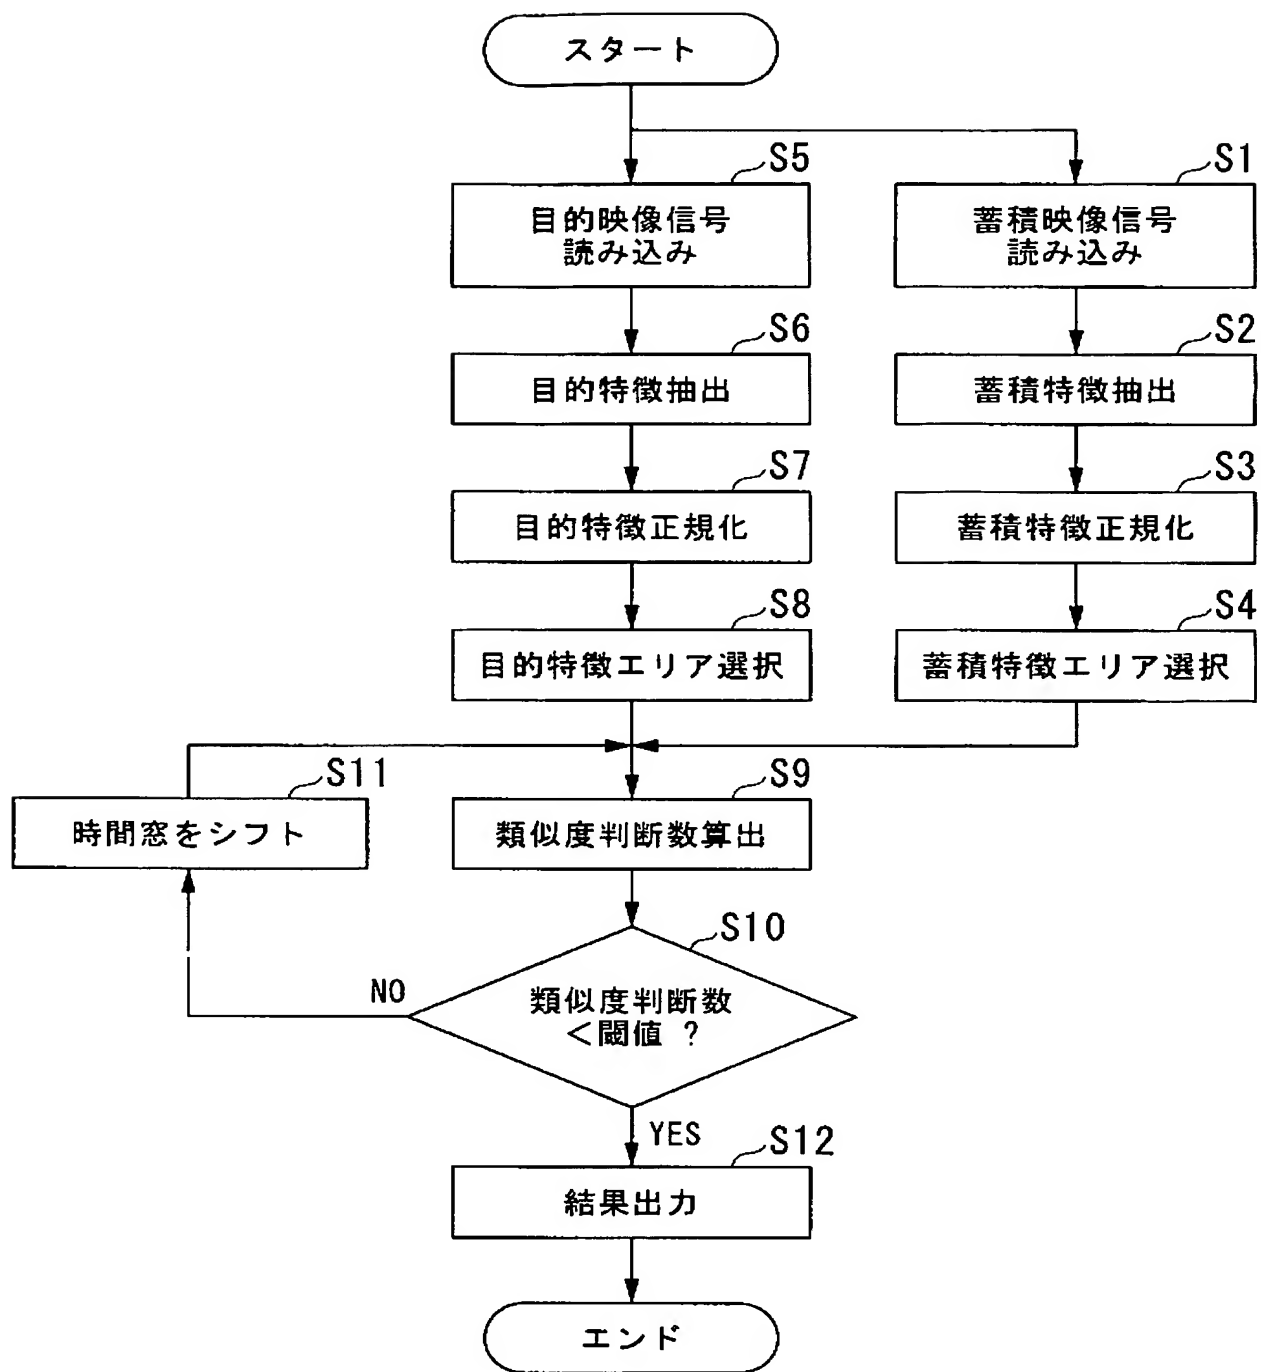 スタート
S5
目的映像信号
読み込み
S1
蓄積映像信号
読み込み
S6
目的特徴抽出
S2
蓄積特徴抽出
S7
目的特徴正規化
S3
蓄積特徴正規化
S8
目的特徴エリア選択
S4
蓄積特徴エリア選択
S11
時間窓をシフト
S9
類似度判断数算出
S10
類似度判断数
<閾値 ?
NO
YES
S12
結果出力
エンド